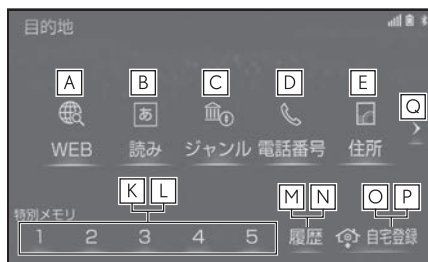 目的地
A B C D E
あ
Q
WEB 読み ジャンル 電話番号 住所
K L M N O P
特別メモリ
1 2 3 4 5 履歴 自宅登録